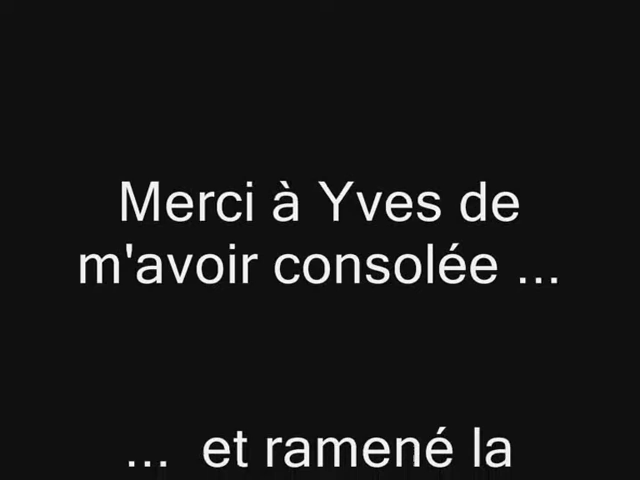 Merci à Yves de
m'avoir consolée ...
... et ramené la